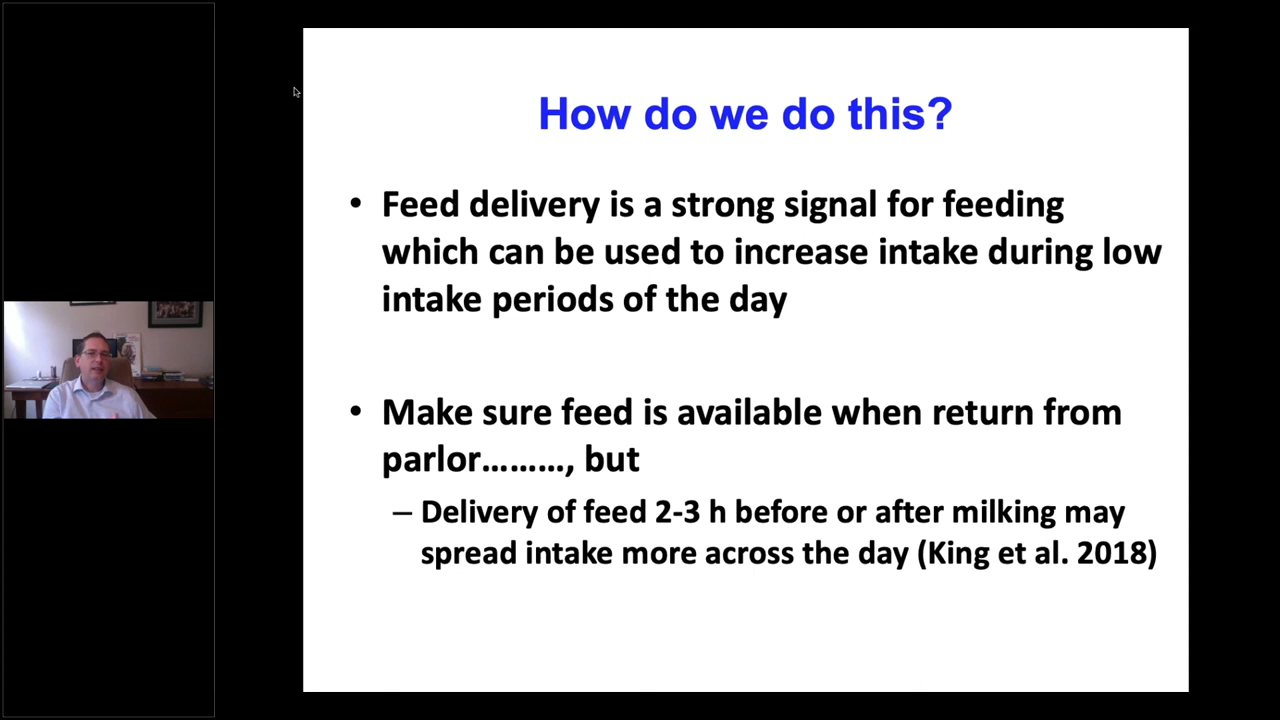 How do we do this?
• Feed delivery is a strong signal for feeding
which can be used to increase intake during low
intake periods of the day
• Make sure feed is available when return from
parlor………, but
– Delivery of feed 2-3 h before or after milking may
spread intake more across the day (King et al. 2018)